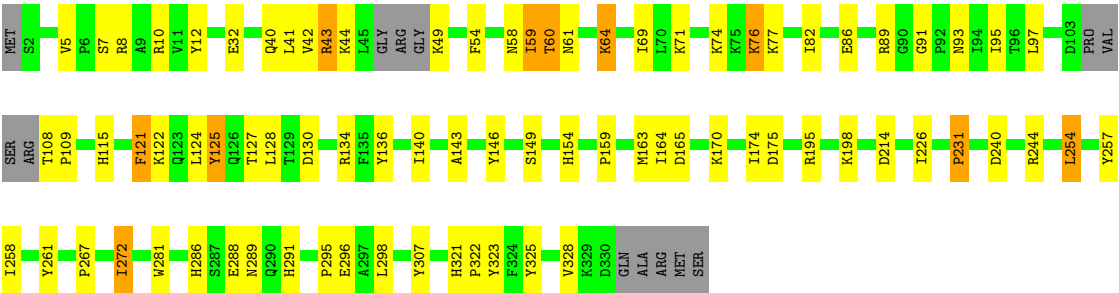 MET S2 V5 P6 S7 R8 A9 R10 V11 Y12 E32 Q40 L41 V42 R43 K44 L45 GLY ARG GLY K49 F54 N58 I59 T60 N61 K64 I69 L70 K71 K74 K75 K76 K77 I82 E86 R89 G90 G91 P92 N93 I94 I95 T96 L97 D103 PRO VAL
SER ARG T108 P109 H115 F121 K122 Q123 L124 Y125 Q126 T127 L128 T129 D130 R134 F135 Y136 I140 A143 Y146 S149 H154 P159 M163 I164 D165 K170 I174 D175 R195 K198 D214 I226 P231 D240 R244 L254 Y257
I258 Y261 P267 I272 W281 H286 S287 E288 N289 Q290 H291 P295 E296 A297 L298 Y307 H321 P322 Y323 F324 Y325 V328 K329 D330 GLN ALA ARG MET SER